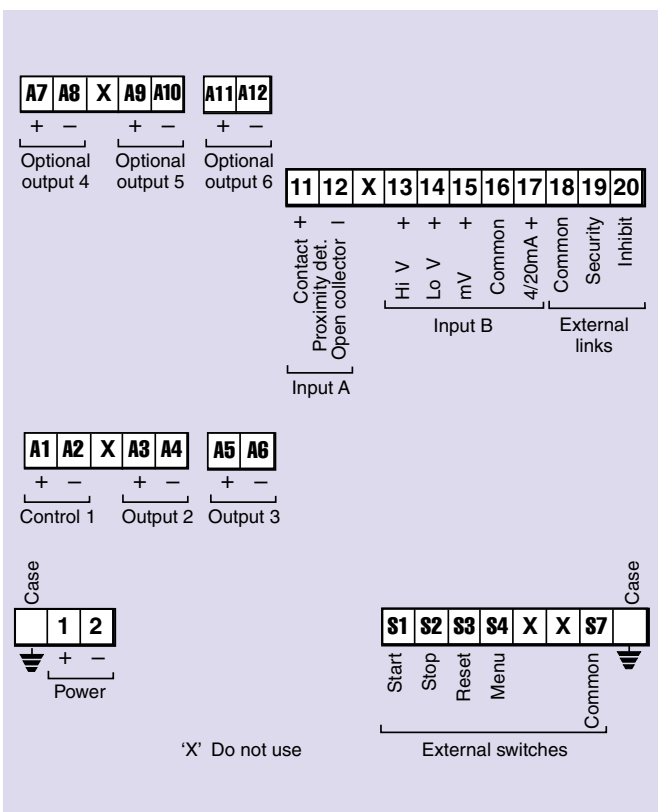 A7 A8 X A9 A10 A11 A12
+ – + – + –
Optional output 4
Optional output 5
Optional output 6
11 12 X 13 14 15 16 17 18 19 20
Contact +
Proximity det.
Open collector –
Hi V +
Lo V +
mV +
Common
4/20mA +
Common
Security
Inhibit
Input A
Input B
External links
A1 A2 X A3 A4 A5 A6
+ – + – + –
Control 1 Output 2 Output 3
Case
1 2
+ –
Power
S1 S2 S3 S4 X X S7
Case
Start
Stop
Reset
Menu
Common
External switches
'X' Do not use